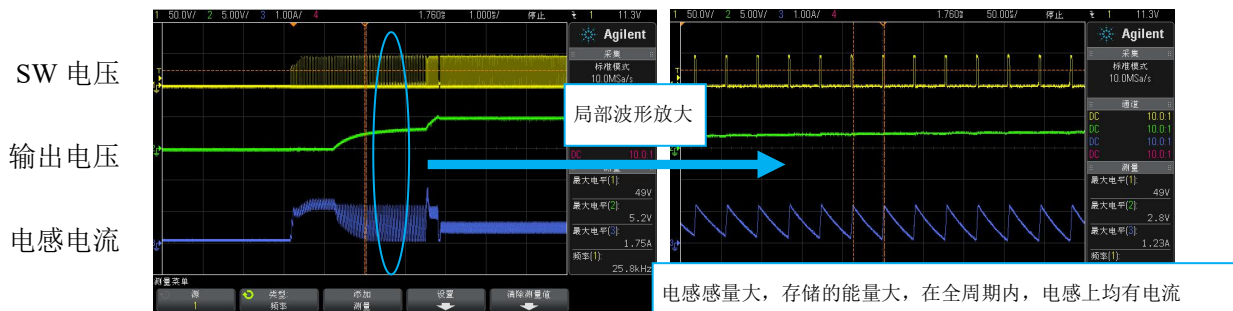 1 50.0V/ 2 5.00V/ 3 1.00A/ 4 1.760s 1.000s/ 停止 1 11.3V
Agilent
采集
标准模式
10.0MSa/s
DC 10.0:1
测量
最大电平(1):
49V
最大电平(2):
5.2V
最大电平(3):
1.75A
频率(1):
25.8kHz
测量菜单
源
1
类型:
频率
添加
测量
设置
清除测量值
SW 电压
输出电压
电感电流
局部波形放大
1 50.0V/ 2 5.00V/ 3 1.00A/ 4 1.760s 50.00s/ 停止 1 11.3V
Agilent
采集
标准模式
10.0MSa/s
通道
DC 10.0:1
DC 10.0:1
DC 10.0:1
DC 10.0:1
测量
最大电平(1):
49V
最大电平(2):
2.8V
最大电平(3):
1.23A
频率(1):
电感感量大，存储的能量大，在全周期内，电感上均有电流